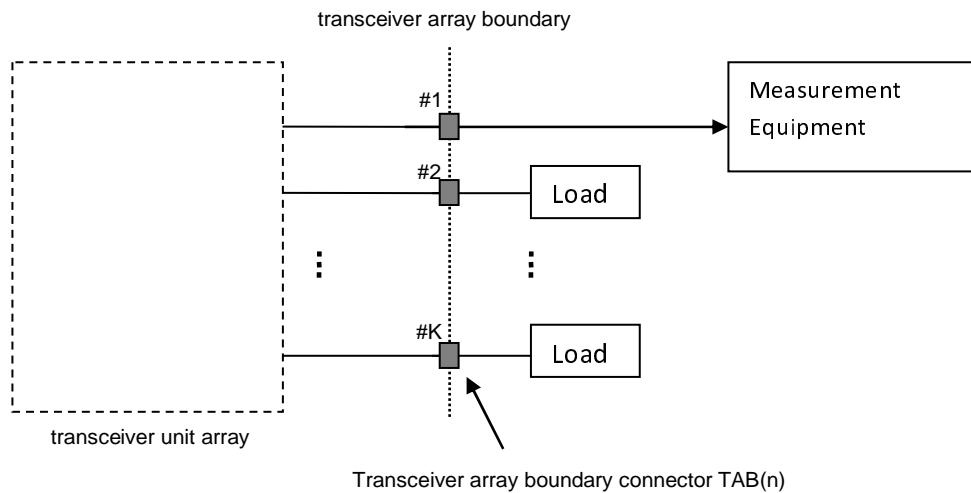 transceiver array boundary
#1
Measurement
Equipment
#2
Load
#K
Load
transceiver unit array
Transceiver array boundary connector TAB(n)